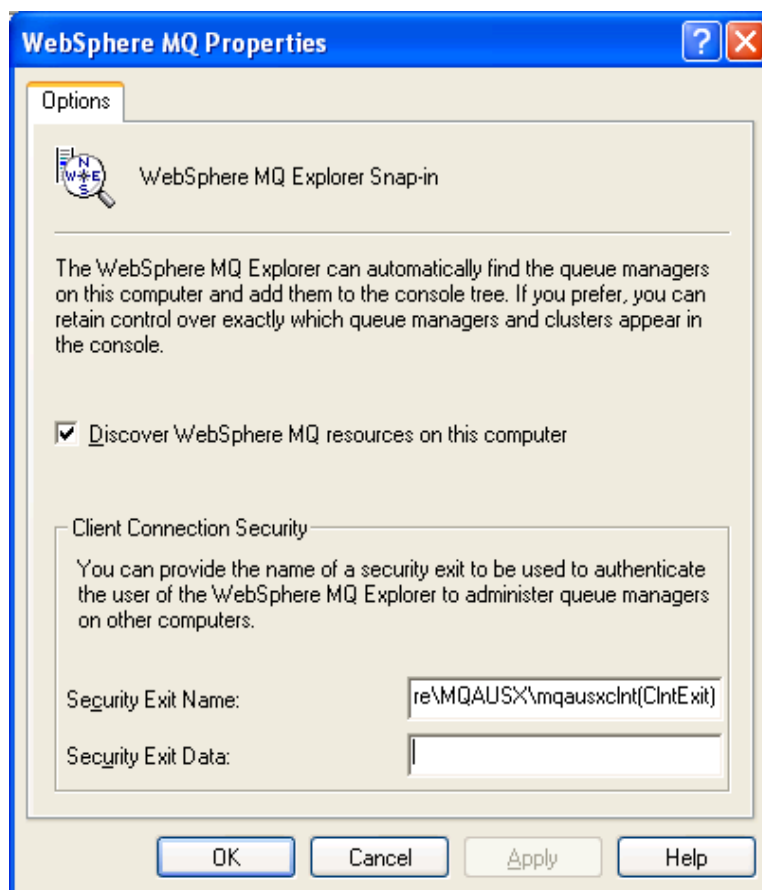 WebSphere MQ Properties
?
Options
WebSphere MQ Explorer Snap-in
The WebSphere MQ Explorer can automatically find the queue managers
on this computer and add them to the console tree. If you prefer, you can
retain control over exactly which queue managers and clusters appear in
the console.
Discover WebSphere MQ resources on this computer
Client Connection Security
You can provide the name of a security exit to be used to authenticate
the user of the WebSphere MQ Explorer to administer queue managers
on other computers.
Security Exit Name: re\MQAUSX\mqausxclnt(ClntExit)
Security Exit Data:
OK Cancel Apply Help